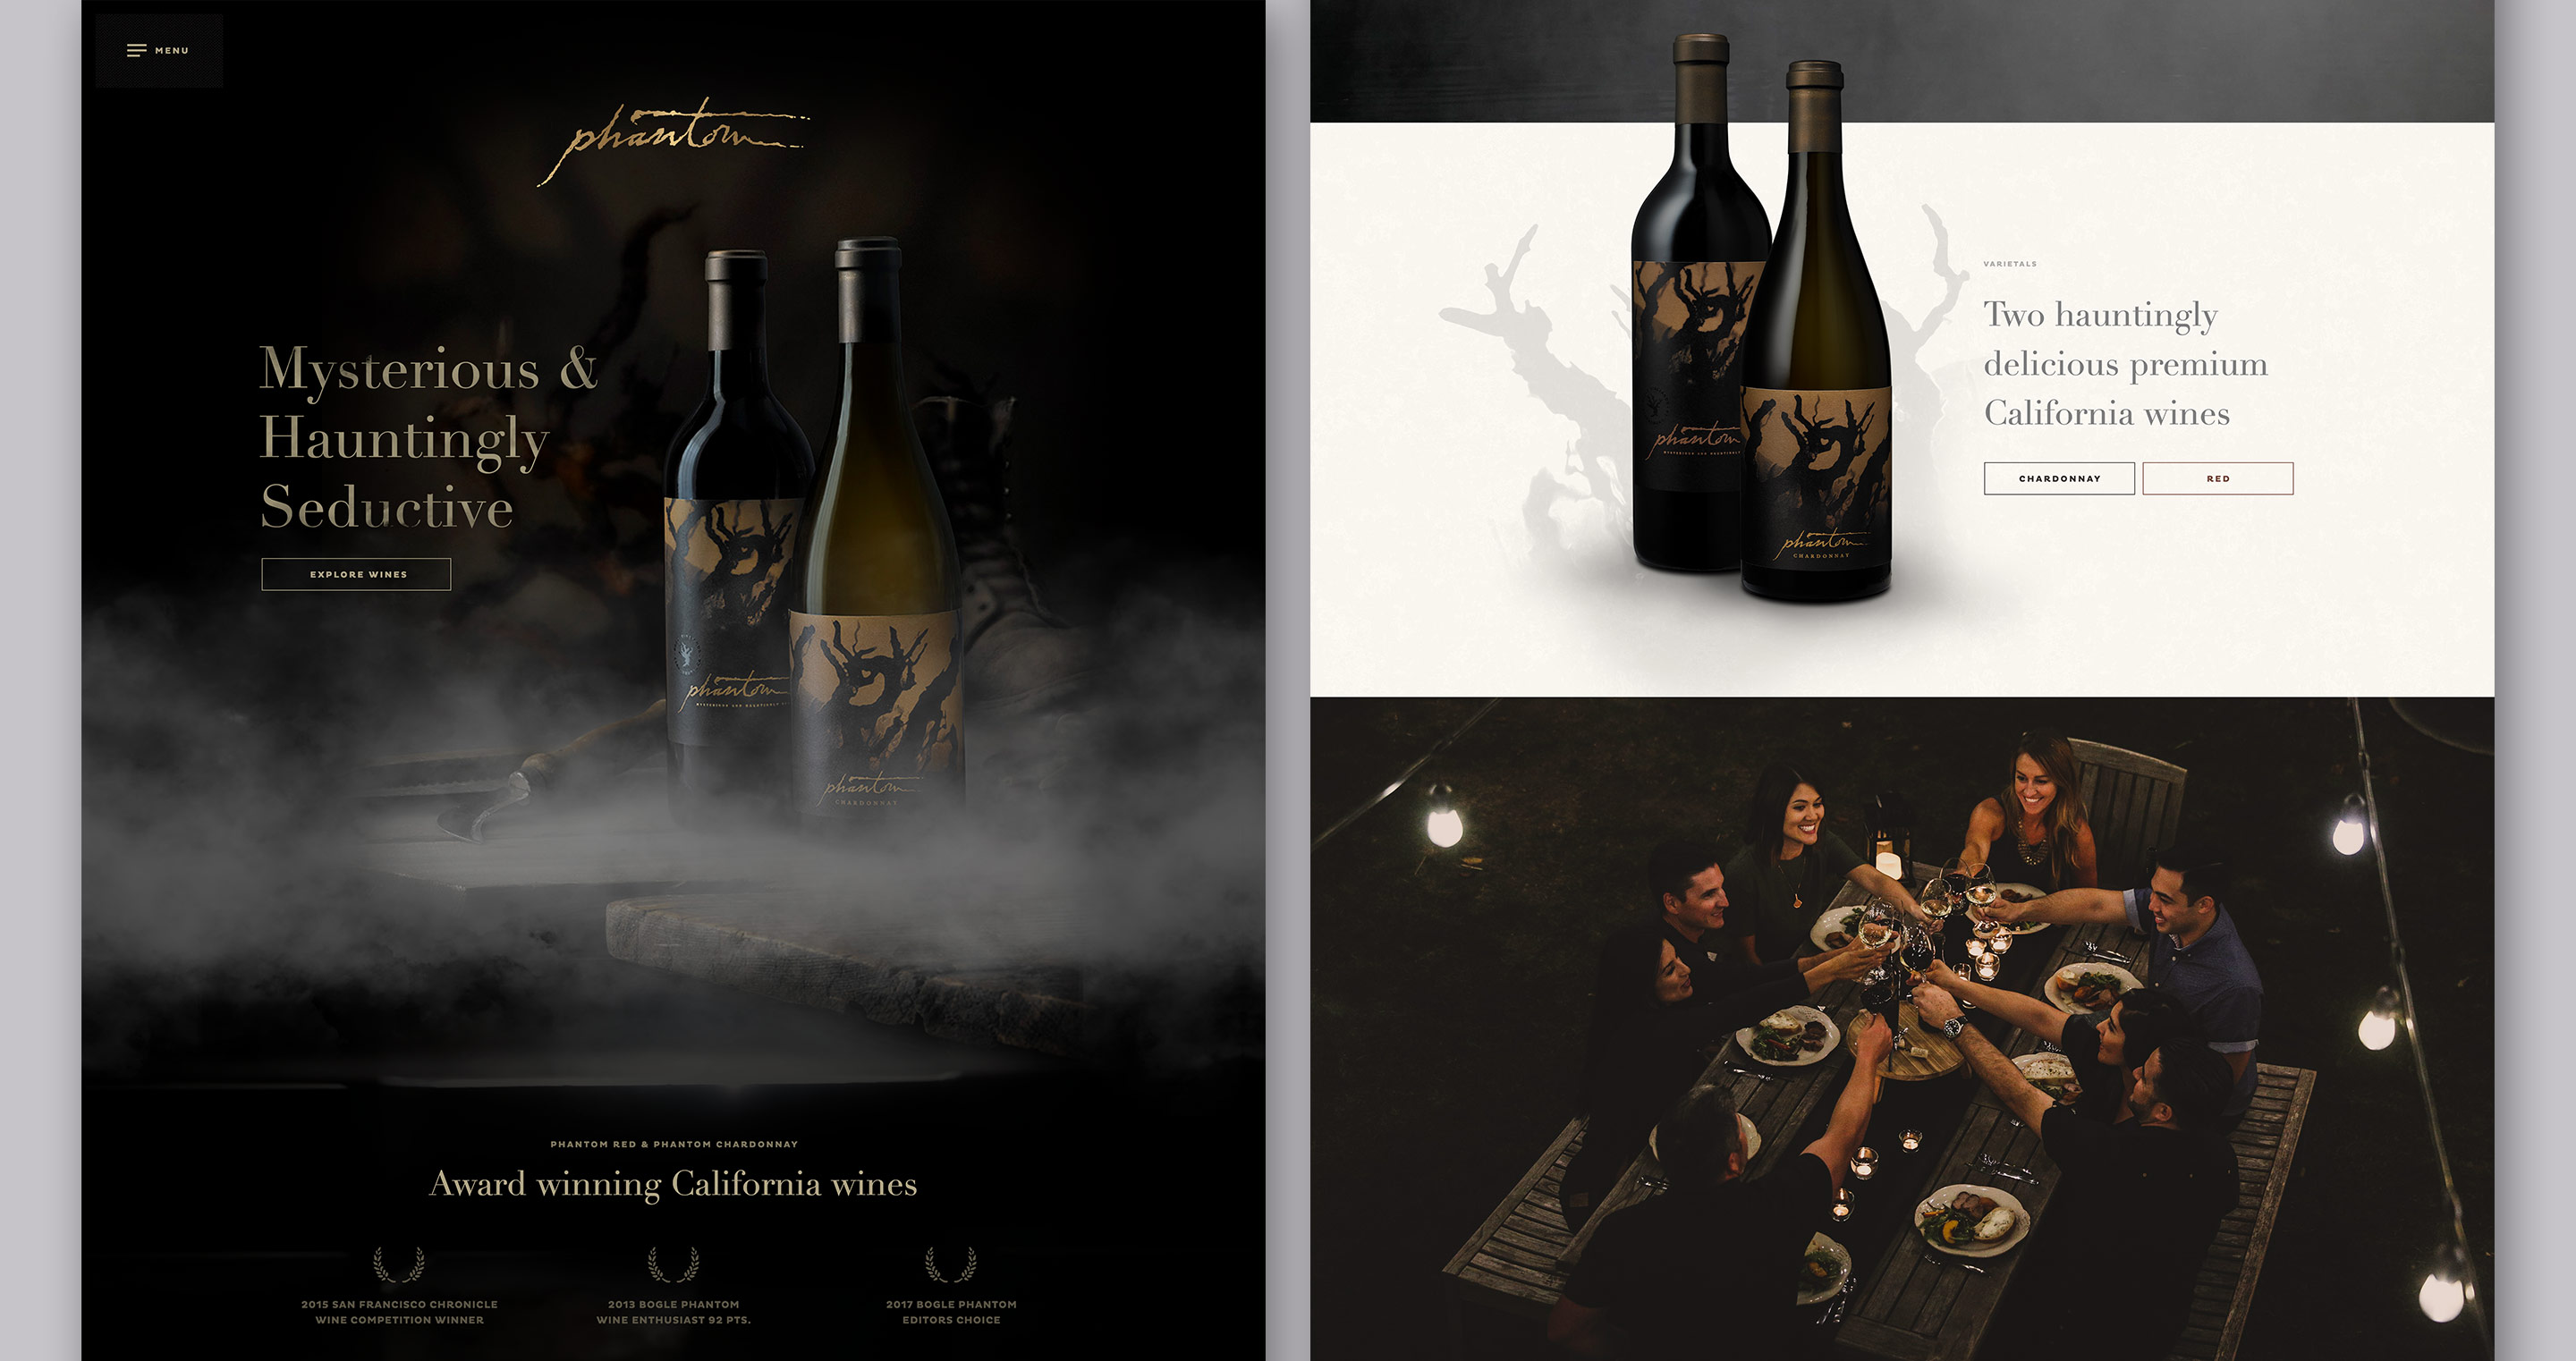 MENU
phantom
Mysterious &
Hauntingly
Seductive
EXPLORE WINES
phantom
phantom
CHARDONNAY
PHANTOM RED & PHANTOM CHARDONNAY
Award winning California wines
2015 SAN FRANCISCO CHRONICLE
WINE COMPETITION WINNER
2013 BOGLE PHANTOM
WINE ENTHUSIAST 92 PTS.
2017 BOGLE PHANTOM
EDITORS CHOICE
phantom
phantom
CHARDONNAY
VARIETALS
Two hauntingly
delicious premium
California wines
CHARDONNAY
RED